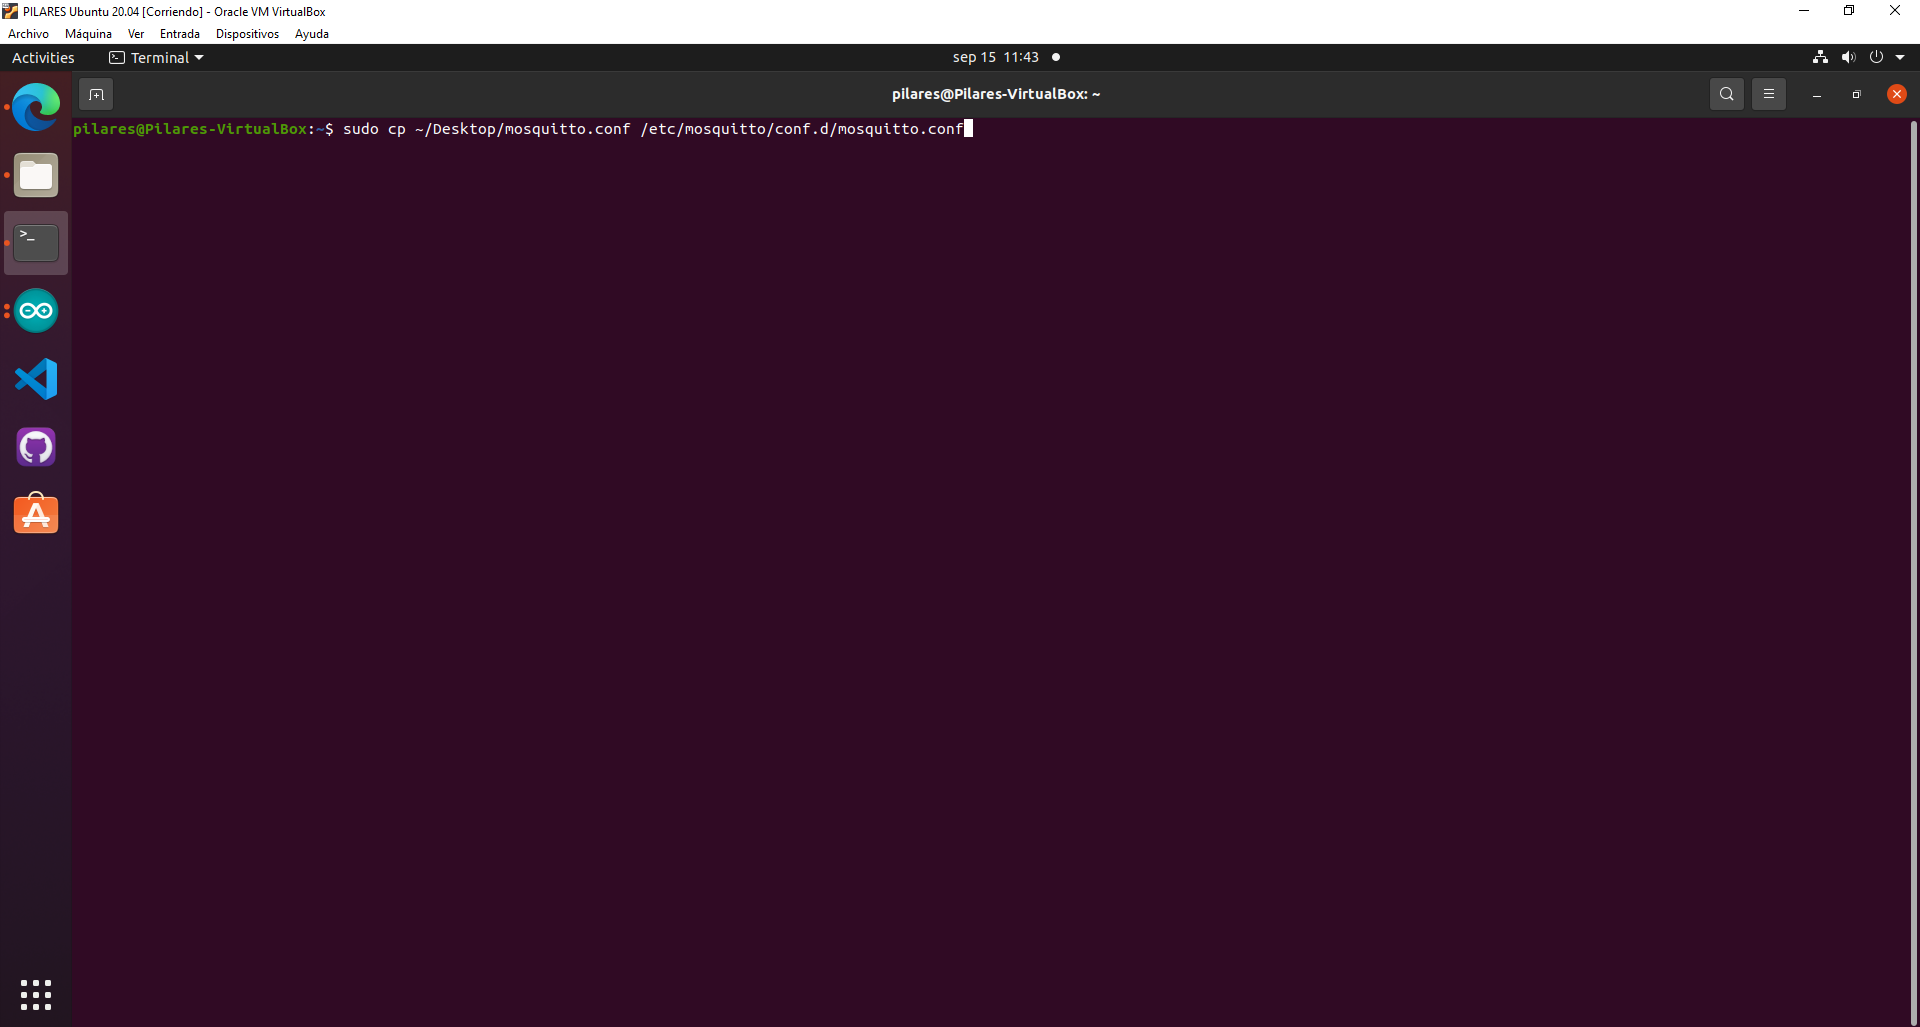 PILARES Ubuntu 20.04 [Corriendo] - Oracle VM VirtualBox
Archivo Máquina Ver Entrada Dispositivos Ayuda
Activities Terminal sep 15 11:43
pilares@Pilares-VirtualBox: ~
pilares@Pilares-VirtualBox:~$ sudo cp ~/Desktop/mosquitto.conf /etc/mosquitto/conf.d/mosquitto.conf